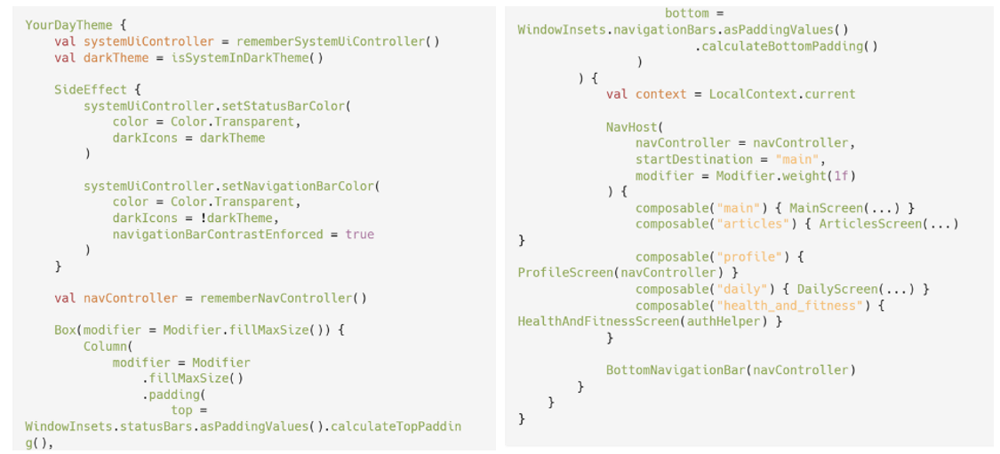 YourDayTheme {
    val systemUiController = rememberSystemUiController()
    val darkTheme = isSystemInDarkTheme()

    SideEffect {
        systemUiController.setStatusBarColor(
            color = Color.Transparent,
            darkIcons = darkTheme
        )

        systemUiController.setNavigationBarColor(
            color = Color.Transparent,
            darkIcons = !darkTheme,
            navigationBarContrastEnforced = true
        )
    }

    val navController = rememberNavController()

    Box(modifier = Modifier.fillMaxSize()) {
        Column(
            modifier = Modifier
                .fillMaxSize()
                .padding(
                    top =
WindowInsets.statusBars.asPaddingValues().calculateTopPaddin
g(),
                    bottom =
WindowInsets.navigationBars.asPaddingValues()
                        .calculateBottomPadding()
                )
        ) {
            val context = LocalContext.current

            NavHost(
                navController = navController,
                startDestination = "main",
                modifier = Modifier.weight(1f)
            ) {
                composable("main") { MainScreen(...) }
                composable("articles") { ArticlesScreen(...)
}
                composable("profile") {
ProfileScreen(navController) }
                composable("daily") { DailyScreen(...) }
                composable("health_and_fitness") {
HealthAndFitnessScreen(authHelper) }
            }

            BottomNavigationBar(navController)
        }
    }
}